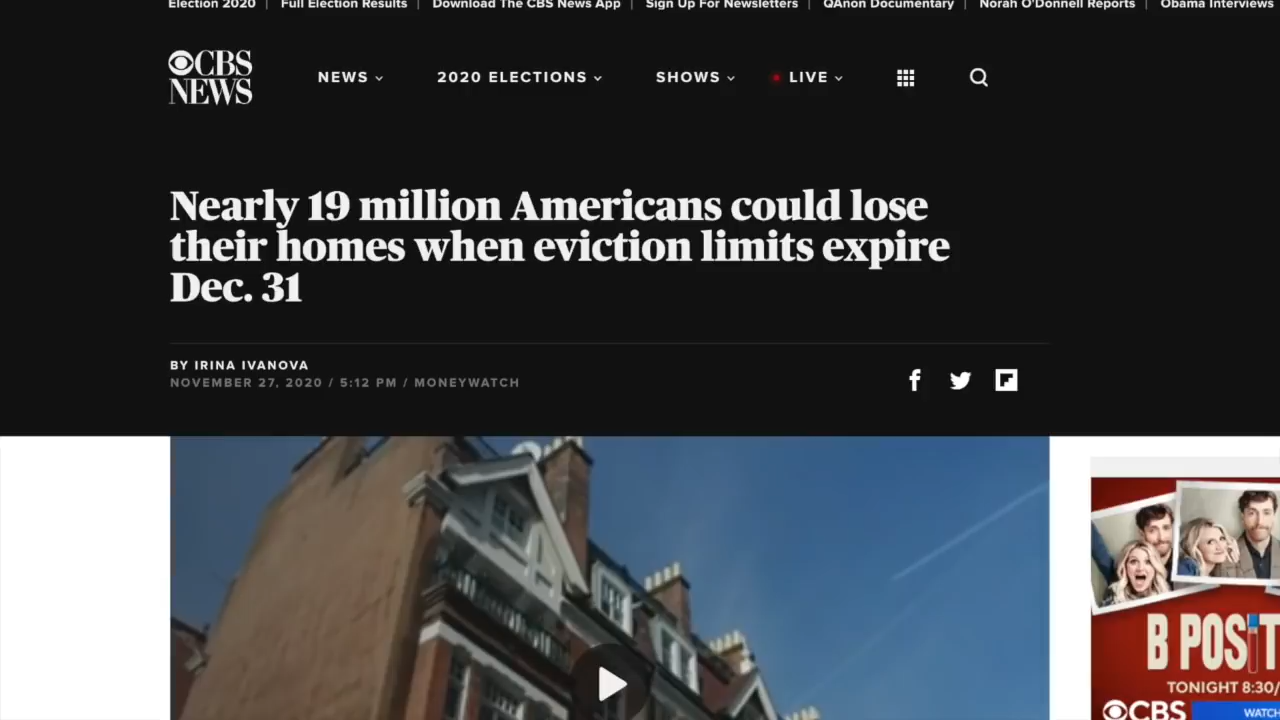 Election 2020 | Full Election Results | Download The CBS News App | Sign Up For Newsletters | QAnon Documentary | Norah O'Donnell Reports | Obama Interviews
CBS NEWS
NEWS 2020 ELECTIONS SHOWS LIVE
Nearly 19 million Americans could lose
their homes when eviction limits expire
Dec. 31
BY IRINA IVANOVA
NOVEMBER 27, 2020 / 5:12 PM / MONEYWATCH
B POSIT
TONIGHT 8:30/
CBS WATCH